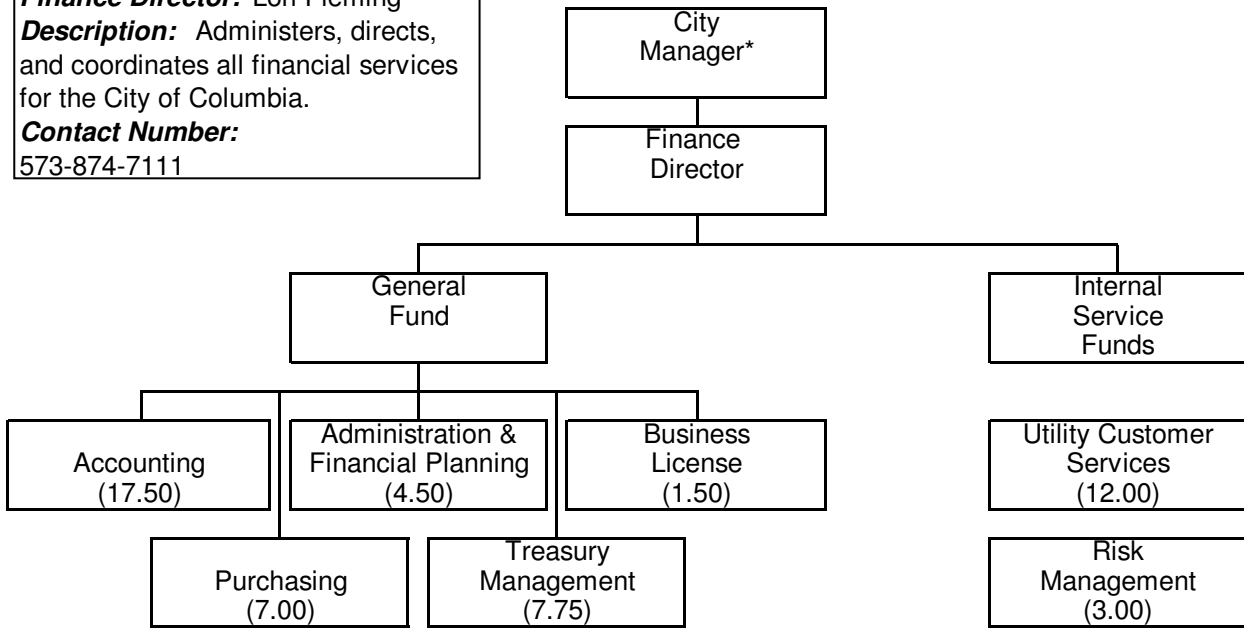 Description: Administers, directs,
and coordinates all financial services
for the City of Columbia.
Contact Number:
573-874-7111
City
Manager*
Finance
Director
General
Fund
Internal
Service
Funds
Accounting
(17.50)
Administration &
Financial Planning
(4.50)
Business
License
(1.50)
Utility Customer
Services
(12.00)
Purchasing
(7.00)
Treasury
Management
(7.75)
Risk
Management
(3.00)